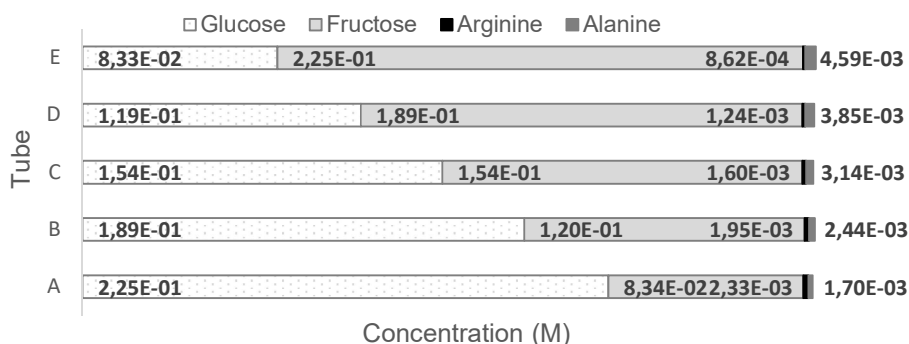 Glucose Fructose Arginine Alanine
E 8,33E-02 2,25E-01 8,62E-04 4,59E-03
D 1,19E-01 1,89E-01 1,24E-03 3,85E-03
C 1,54E-01 1,54E-01 1,60E-03 3,14E-03
B 1,89E-01 1,20E-01 1,95E-03 2,44E-03
A 2,25E-01 8,34E-02 2,33E-03 1,70E-03
Tube
Concentration (M)